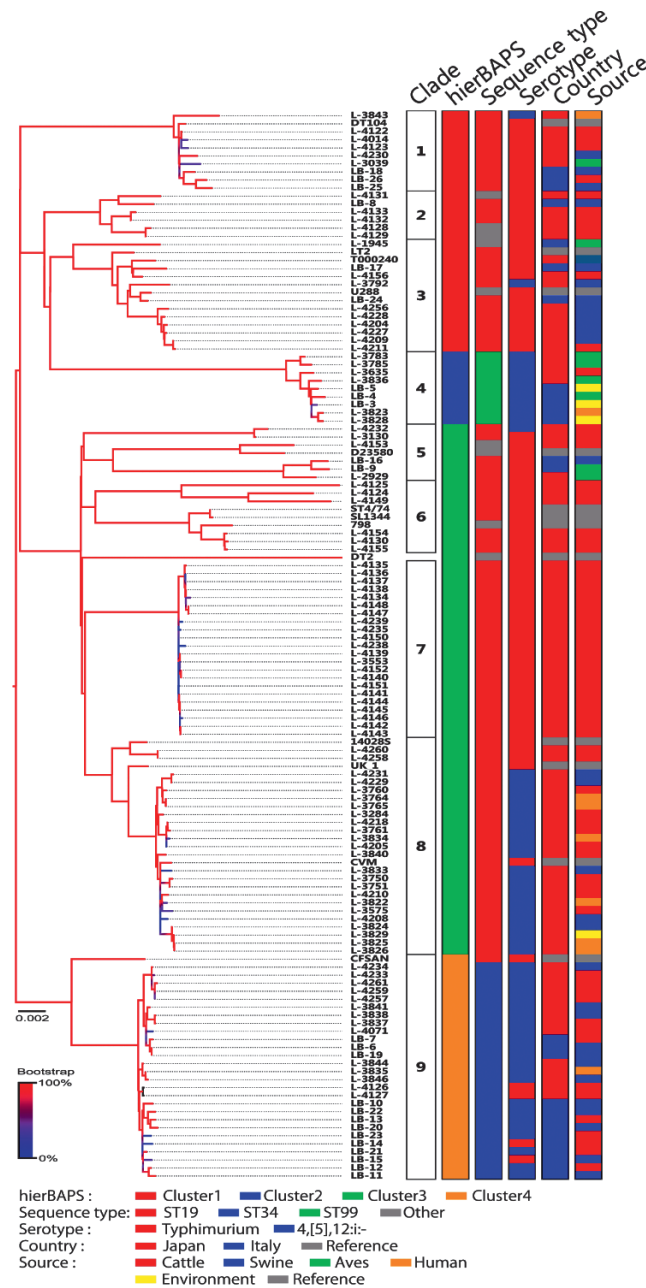 Clade
hierBAPS
Sequence type
Serotype
Country
Source
L-3843
DT104
L-4122
L-4014
L-4123
L-4230
L-3039
LB-18
LB-26
LB-25
L-4131
LB-8
L-4133
L-4132
L-4128
L-4129
L-1945
LT2
T000240
LB-17
L-4156
L-3792
U288
LB-24
L-4256
L-4228
L-4204
L-4227
L-4209
L-4211
L-3783
L-3785
L-3635
L-3836
LB-5
LB-4
LB-3
L-3823
L-3828
L-4232
L-3130
L-4153
D23580
LB-16
LB-9
L-2929
L-4125
L-4124
L-4149
ST4/74
SL1344
798
L-4154
L-4130
L-4155
DT2
L-4135
L-4136
L-4137
L-4138
L-4134
L-4148
L-4147
L-4239
L-4235
L-4150
L-4238
L-4139
L-3553
L-4152
L-4140
L-4151
L-4141
L-4144
L-4145
L-4146
L-4142
L-4143
14028S
L-4260
L-4258
UK_1
L-4231
L-4229
L-3760
L-3764
L-3765
L-3284
L-4218
L-3761
L-3834
L-4205
L-3840
CVM
L-3833
L-3750
L-3751
L-4210
L-3822
L-3575
L-4208
L-3824
L-3829
L-3825
L-3826
CFSAN
L-4234
L-4233
L-4261
L-4259
L-4257
L-3841
L-3838
L-3837
L-4071
LB-7
LB-6
LB-19
L-3844
L-3835
L-3846
L-4126
L-4127
LB-10
LB-22
LB-13
LB-20
LB-23
LB-14
LB-21
LB-15
LB-12
LB-11
1
2
3
4
5
6
7
8
9
0.002
Bootstrap
100%
0%
hierBAPS : Cluster1 Cluster2 Cluster3 Cluster4
Sequence type: ST19 ST34 ST99 Other
Serotype : Typhimurium 4,[5],12:i:-
Country : Japan Italy Reference
Source : Cattle Swine Aves Human
Environment Reference